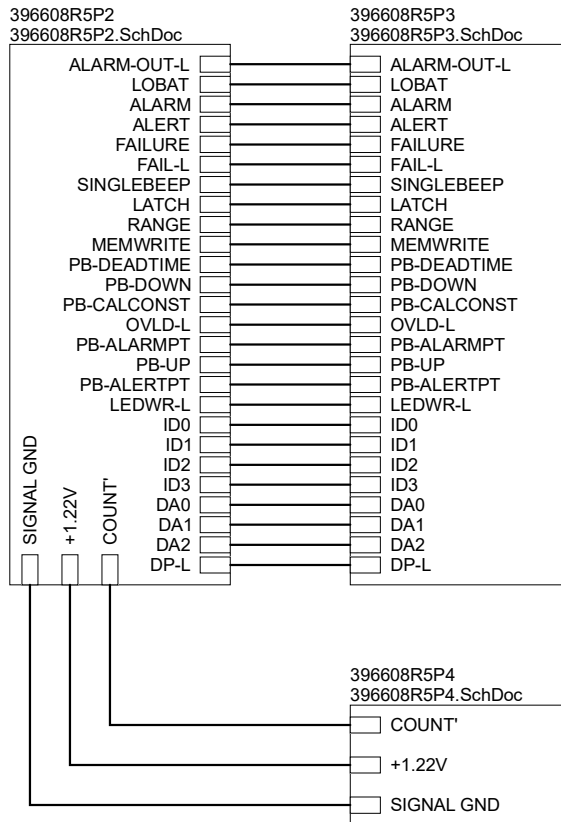 396608R5P2
396608R5P2.SchDoc
ALARM-OUT-L
LOBAT
ALARM
ALERT
FAILURE
FAIL-L
SINGLEBEEP
LATCH
RANGE
MEMWRITE
PB-DEADTIME
PB-DOWN
PB-CALCONST
OVLD-L
PB-ALARMPT
PB-UP
PB-ALERTPT
LEDWR-L
ID0
ID1
ID2
ID3
DA0
DA1
DA2
DP-L
SIGNAL GND
+1.22V
COUNT'
396608R5P3
396608R5P3.SchDoc
ALARM-OUT-L
LOBAT
ALARM
ALERT
FAILURE
FAIL-L
SINGLEBEEP
LATCH
RANGE
MEMWRITE
PB-DEADTIME
PB-DOWN
PB-CALCONST
OVLD-L
PB-ALARMPT
PB-UP
PB-ALERTPT
LEDWR-L
ID0
ID1
ID2
ID3
DA0
DA1
DA2
DP-L
396608R5P4
396608R5P4.SchDoc
COUNT'
+1.22V
SIGNAL GND